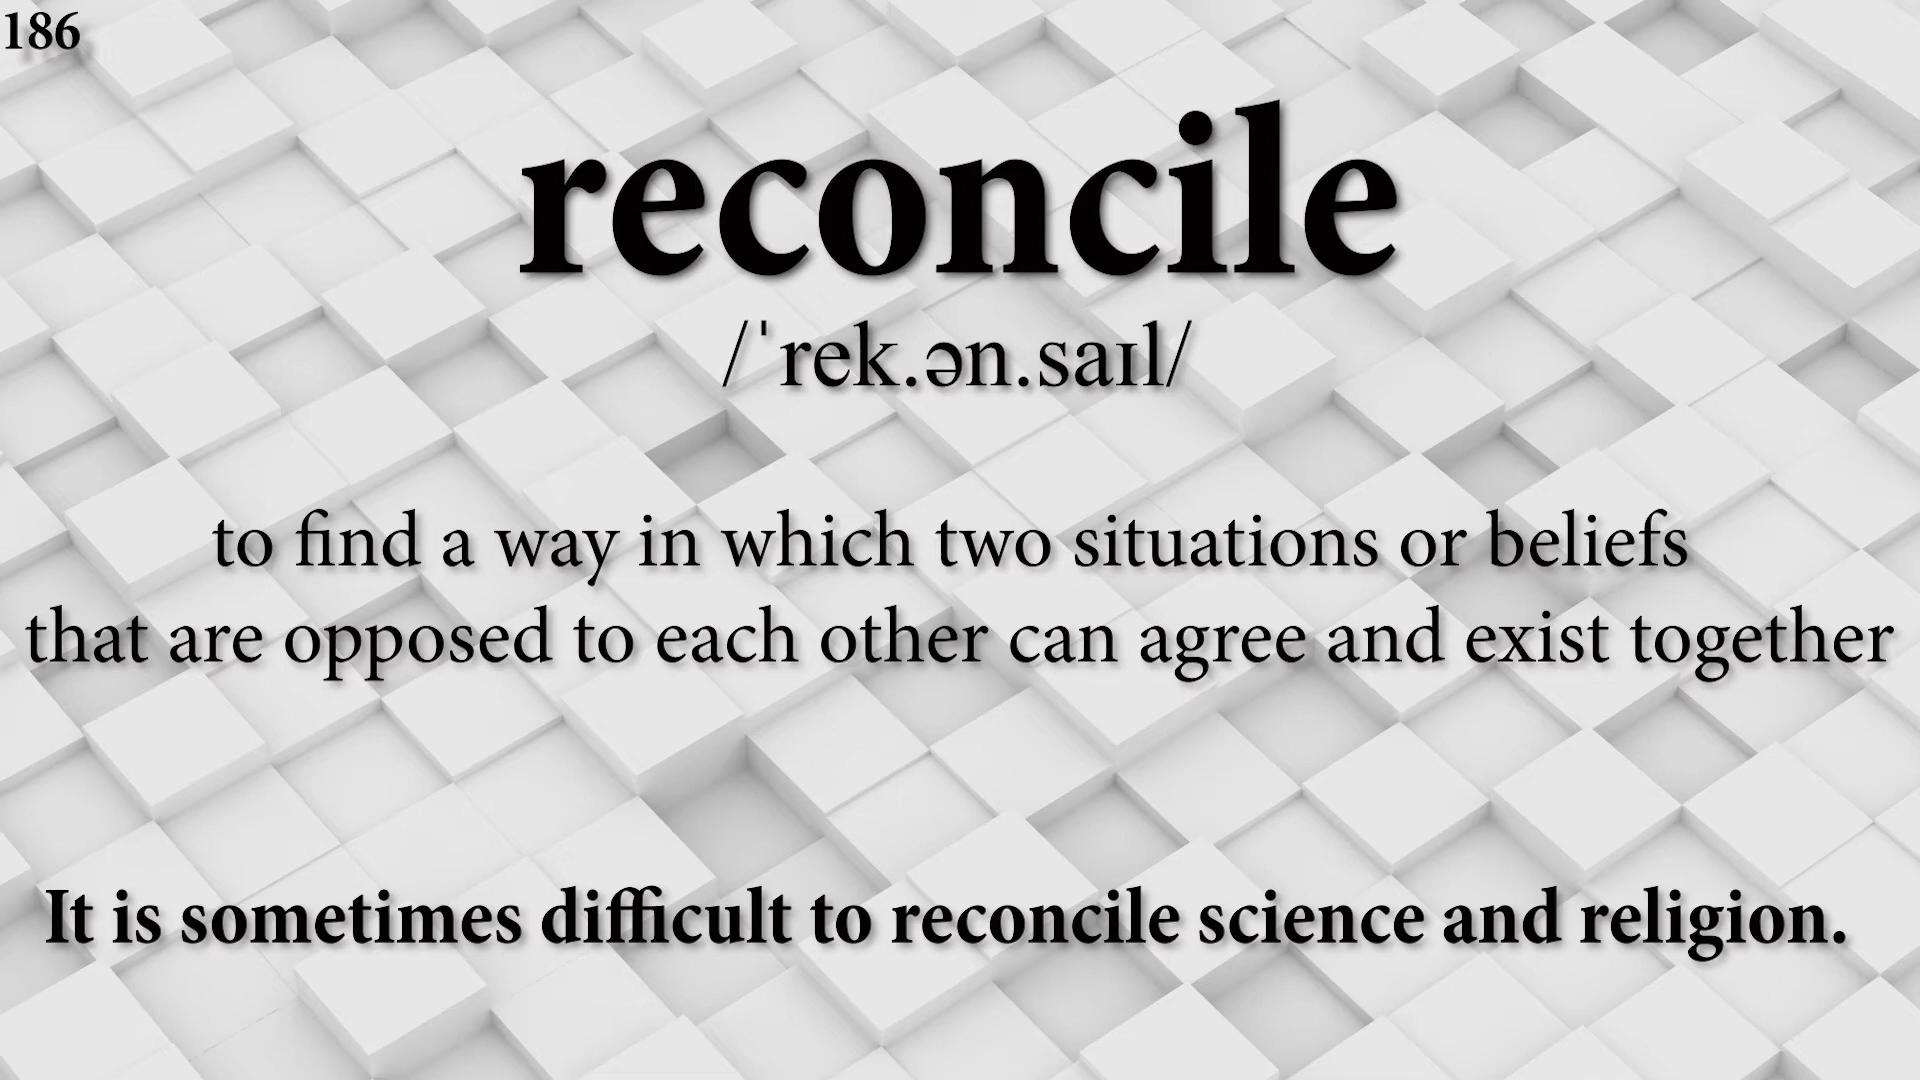 186
reconcile
/ˈrek.ən.saɪl/
to find a way in which two situations or beliefs
that are opposed to each other can agree and exist together
It is sometimes difficult to reconcile science and religion.